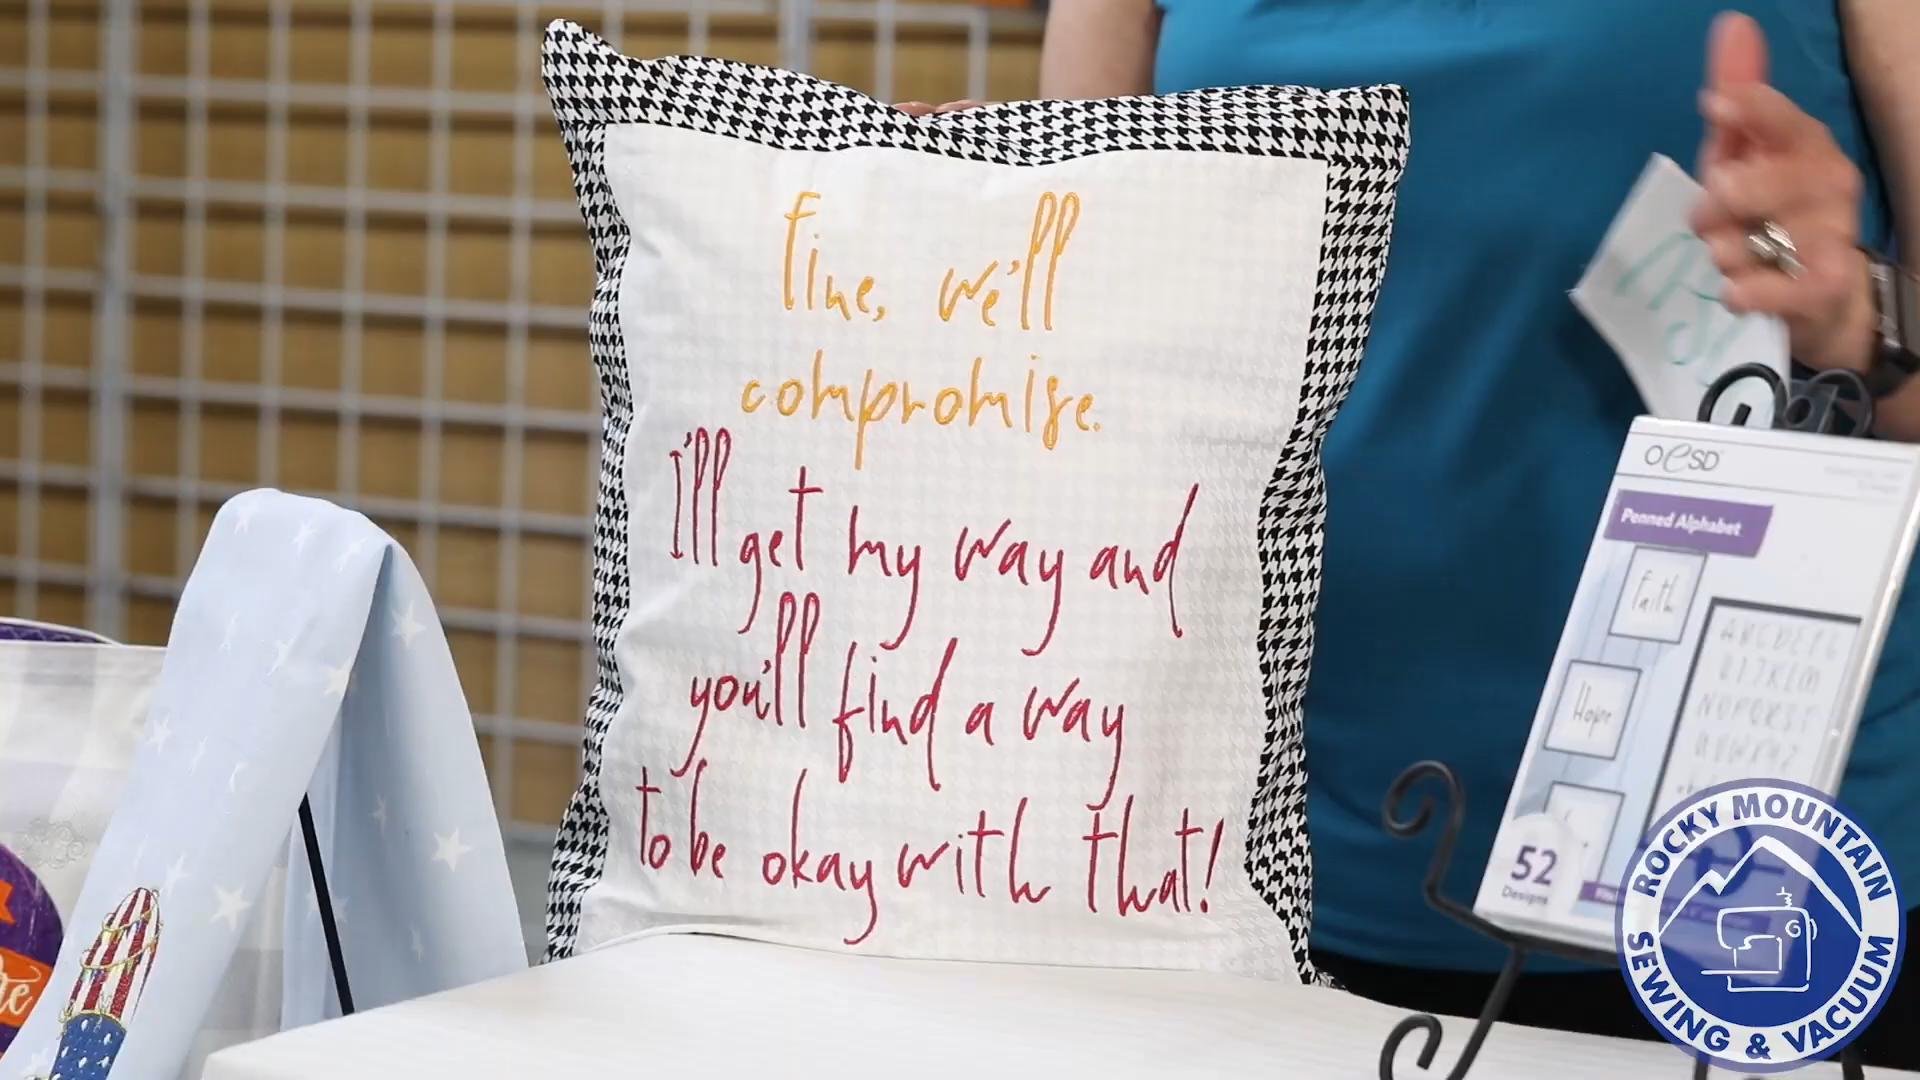 Fine, we'll
compromise.
I'll get my way and
you'll find a way
to be okay with that!
OESD
Penned Alphabet
Faith
Hope
52
Designs
ROCKY MOUNTAIN
SEWING & VACUUM